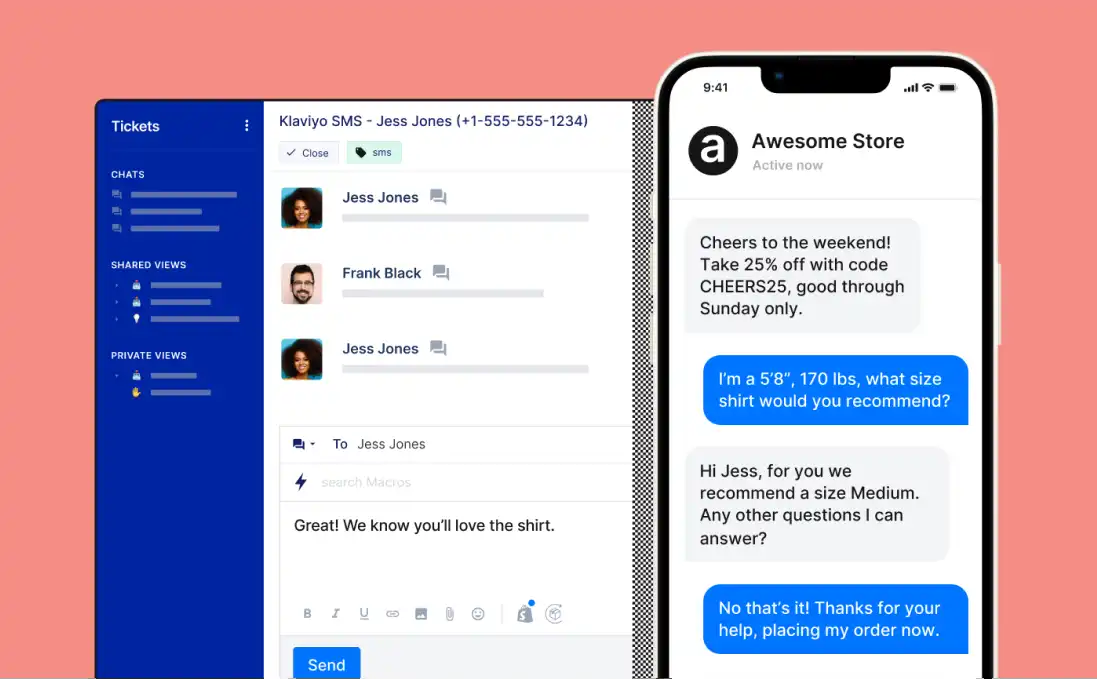 Tickets
CHATS
SHARED VIEWS
PRIVATE VIEWS
Klaviyo SMS - Jess Jones (+1-555-555-1234)
Close
sms
Jess Jones
Frank Black
Jess Jones
To Jess Jones
search Macros
Great! We know you’ll love the shirt.
B I U
Send
9:41
a
Awesome Store
Active now
Cheers to the weekend!
Take 25% off with code
CHEERS25, good through
Sunday only.
I’m a 5’8”, 170 lbs, what size
shirt would you recommend?
Hi Jess, for you we
recommend a size Medium.
Any other questions I can
answer?
No that’s it! Thanks for your
help, placing my order now.